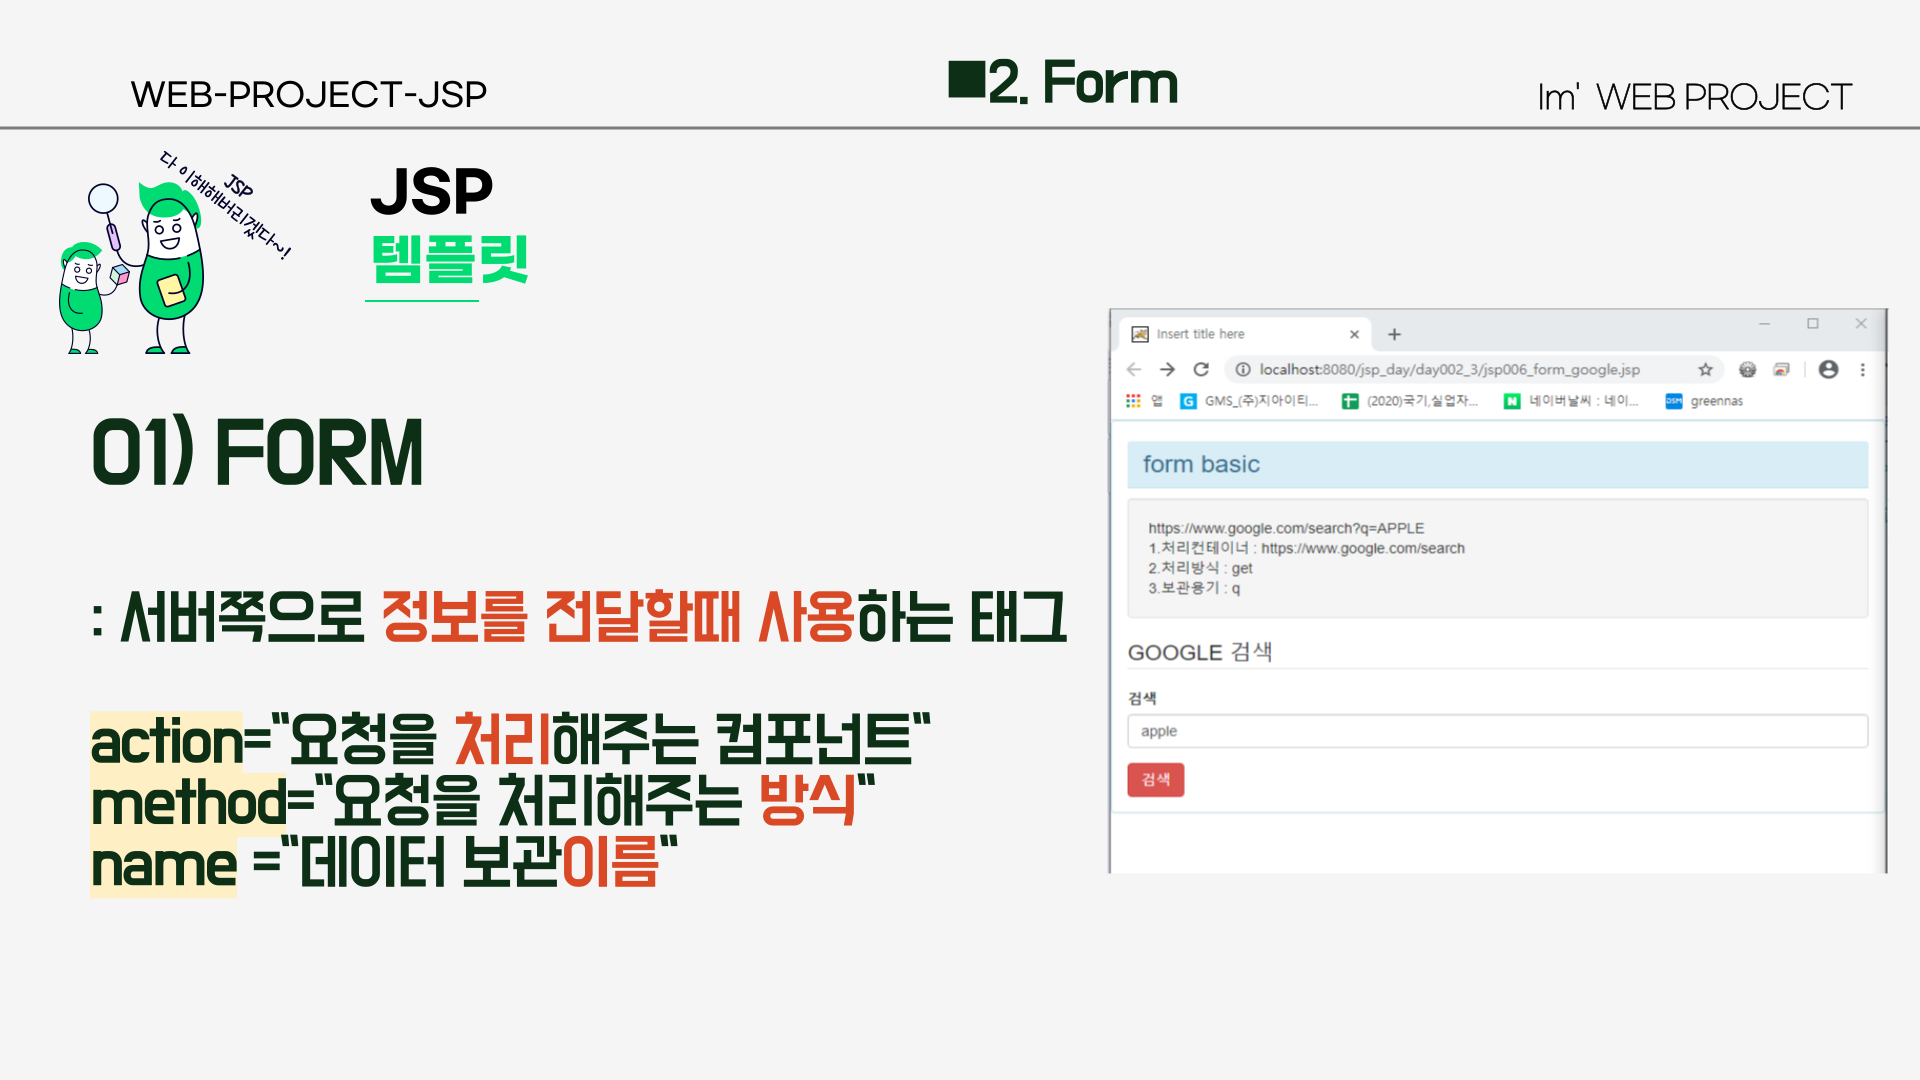 WEB-PROJECT-JSP
■2. Form
Im' WEB PROJECT
JSP
다 이해해버리겠다~!
JSP
템플릿
01) FORM
: 서버쪽으로 정보를 전달할때 사용하는 태그
action="요청을 처리해주는 컴포넌트"
method="요청을 처리해주는 방식"
name ="데이터 보관이름"
Insert title here
localhost:8080/jsp_day/day002_3/jsp006_form_google.jsp
앱 GMS_(주)지아이티... (2020)국기,실업자... 네이버날씨 : 네이... greennas
form basic
https://www.google.com/search?q=APPLE
1.처리컨테이너 : https://www.google.com/search
2.처리방식 : get
3.보관용기 : q
GOOGLE 검색
검색
apple
검색